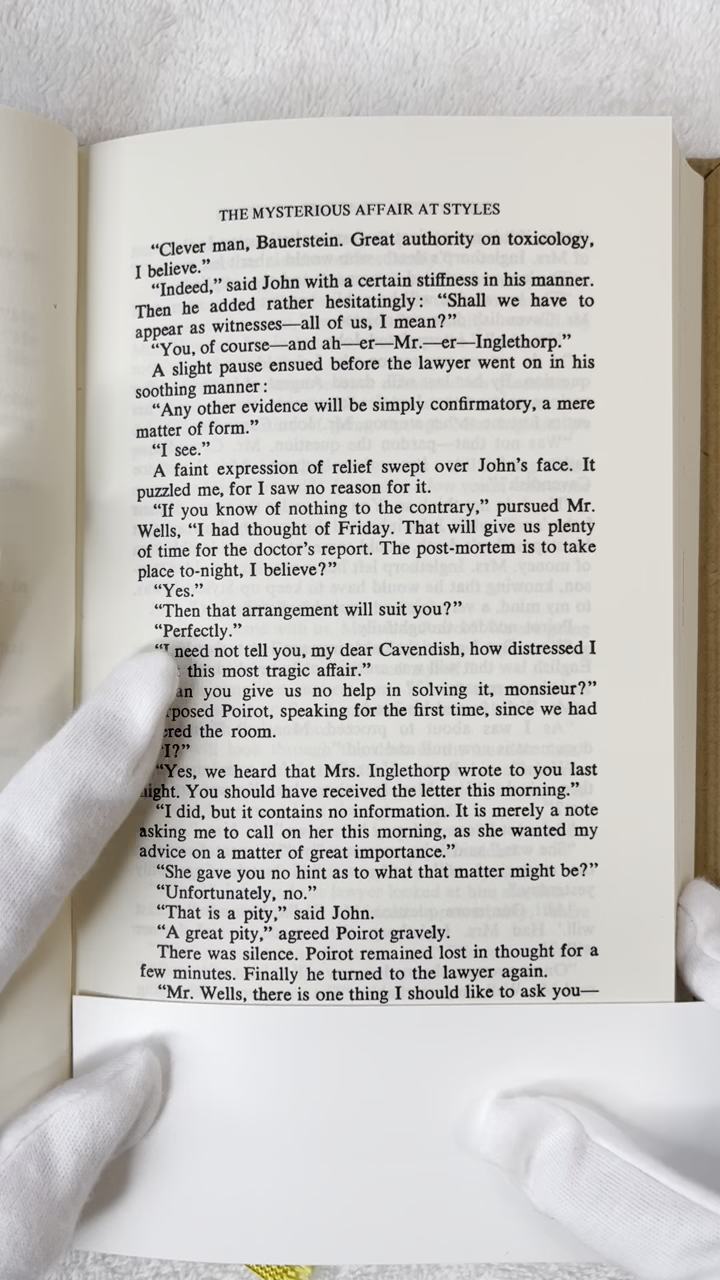 THE MYSTERIOUS AFFAIR AT STYLES
“Clever man, Bauerstein. Great authority on toxicology,
I believe.”
“Indeed,” said John with a certain stiffness in his manner.
Then he added rather hesitatingly: “Shall we have to
appear as witnesses—all of us, I mean?”
“You, of course—and ah—er—Mr.—er—Inglethorp.”
A slight pause ensued before the lawyer went on in his
soothing manner:
“Any other evidence will be simply confirmatory, a mere
matter of form.”
“I see.”
A faint expression of relief swept over John’s face. It
puzzled me, for I saw no reason for it.
“If you know of nothing to the contrary,” pursued Mr.
Wells, “I had thought of Friday. That will give us plenty
of time for the doctor’s report. The post-mortem is to take
place to-night, I believe?”
“Yes.”
“Then that arrangement will suit you?”
“Perfectly.”
“I need not tell you, my dear Cavendish, how distressed I
this most tragic affair.”
you give us no help in solving it, monsieur?”
Poirot, speaking for the first time, since we had
the room.
“I?”
“Yes, we heard that Mrs. Inglethorp wrote to you last
night. You should have received the letter this morning.”
“I did, but it contains no information. It is merely a note
asking me to call on her this morning, as she wanted my
advice on a matter of great importance.”
“She gave you no hint as to what that matter might be?”
“Unfortunately, no.”
“That is a pity,” said John.
“A great pity,” agreed Poirot gravely.
There was silence. Poirot remained lost in thought for a
few minutes. Finally he turned to the lawyer again.
“Mr. Wells, there is one thing I should like to ask you—